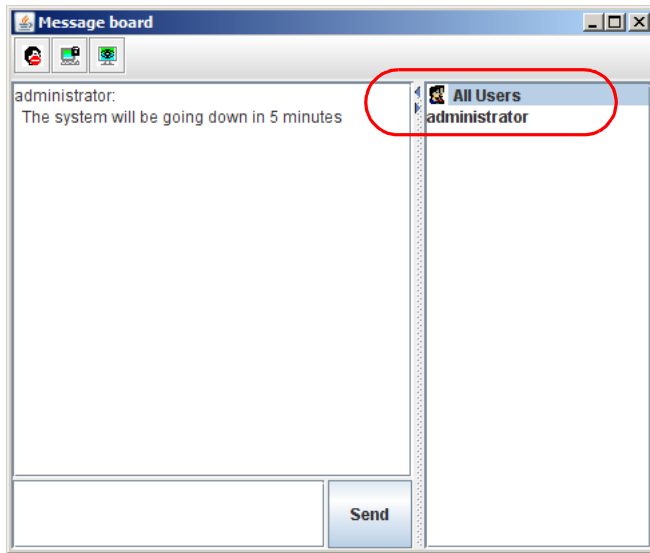 Message board
administrator:
The system will be going down in 5 minutes
All Users
administrator
Send